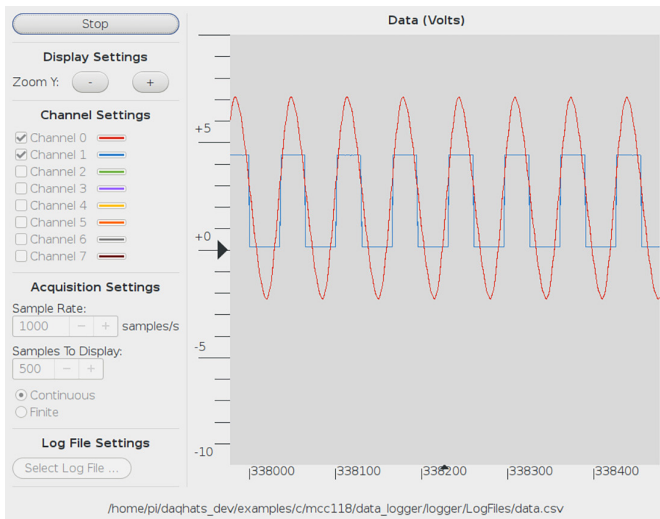 Stop
Display Settings
Zoom Y: - +
Channel Settings
Channel 0
Channel 1
Channel 2
Channel 3
Channel 4
Channel 5
Channel 6
Channel 7
Acquisition Settings
Sample Rate:
1000 − + samples/s
Samples To Display:
500 − +
Continuous
Finite
Log File Settings
Select Log File ...
Data (Volts)
+5
+0
-5
-10
338000 338100 338200 338300 338400
/home/pi/daqhats_dev/examples/c/mcc118/data_logger/logger/LogFiles/data.csv